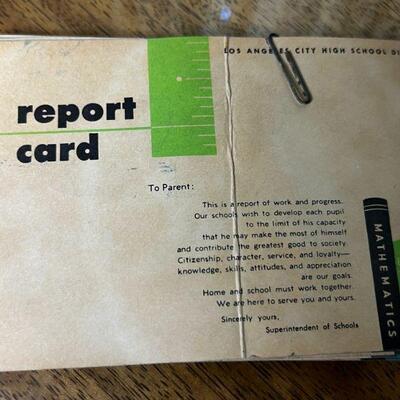 LOS ANGELES CITY HIGH SCHOOL
report
card
To Parent:
This is a report of work and progress.
Our schools wish to develop each pupil
to the limit of his capacity
that he may make the most of himself
and contribute the greatest good to society.
Citizenship, character, service, and loyalty—
knowledge, skills, attitudes, and appreciation
are our goals.
Home and school must work together.
We are here to serve you and yours.
Sincerely yours,
Superintendent of Schools
MATHEMATICS